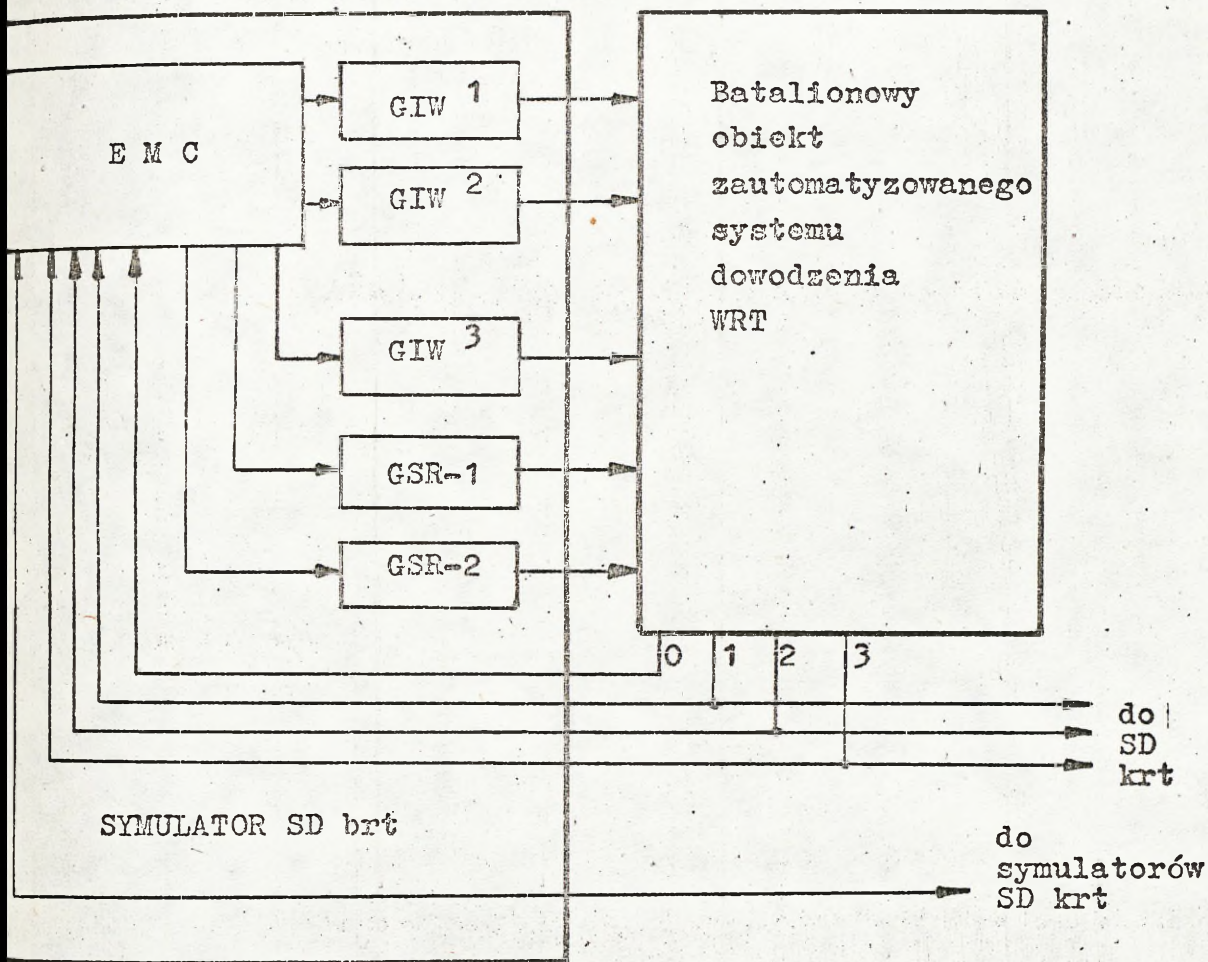 E M C
GIW 1
GIW 2
GIW 3
GSR-1
GSR-2
Batalionowy
obiekt
zautomatyzowanego
systemu
dowodzenia
WRT
0 1 2 3
do
SD
krt
SYMULATOR SD brt
do
symulatorów
SD krt